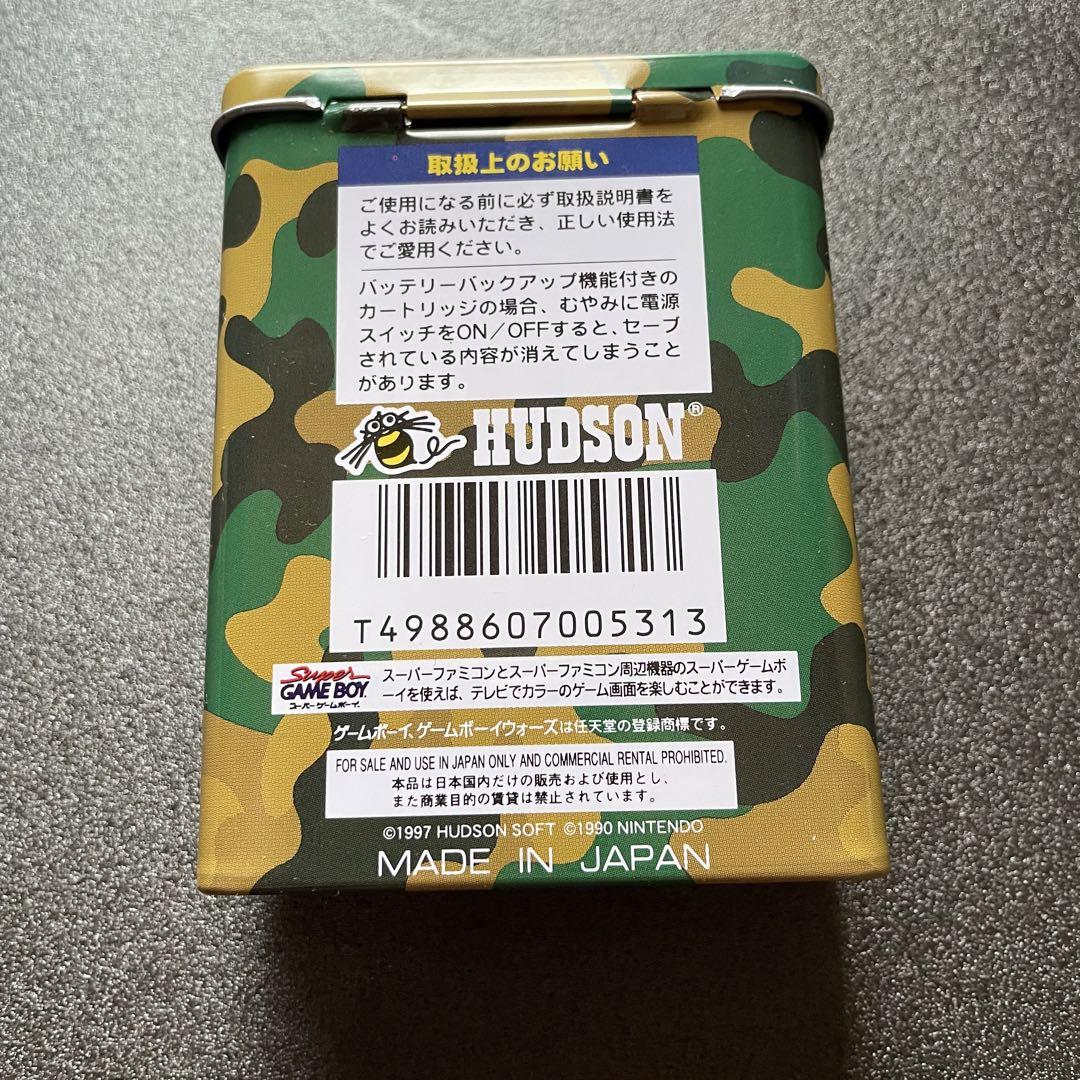 取扱上のお願い
ご使用になる前に必ず取扱説明書を
よくお読みいただき、正しい使用法
でご愛用ください。
バッテリーバックアップ機能付きの
カートリッジの場合、むやみに電源
スイッチをON/OFFすると、セーブ
されている内容が消えてしまうこと
があります。
HUDSON®
T4988607005313
Super
GAME BOY
スーパーゲームボーイ
スーパーファミコンとスーパーファミコン周辺機器のスーパーゲームボ
ーイを使えば、テレビでカラーのゲーム画面を楽しむことができます。
ゲームボーイ、ゲームボーイウォーズは任天堂の登録商標です。
FOR SALE AND USE IN JAPAN ONLY AND COMMERCIAL RENTAL PROHIBITED.
本品は日本国内だけの販売および使用とし、
また商業目的の賃貸は禁止されています。
©1997 HUDSON SOFT ©1990 NINTENDO
MADE IN JAPAN